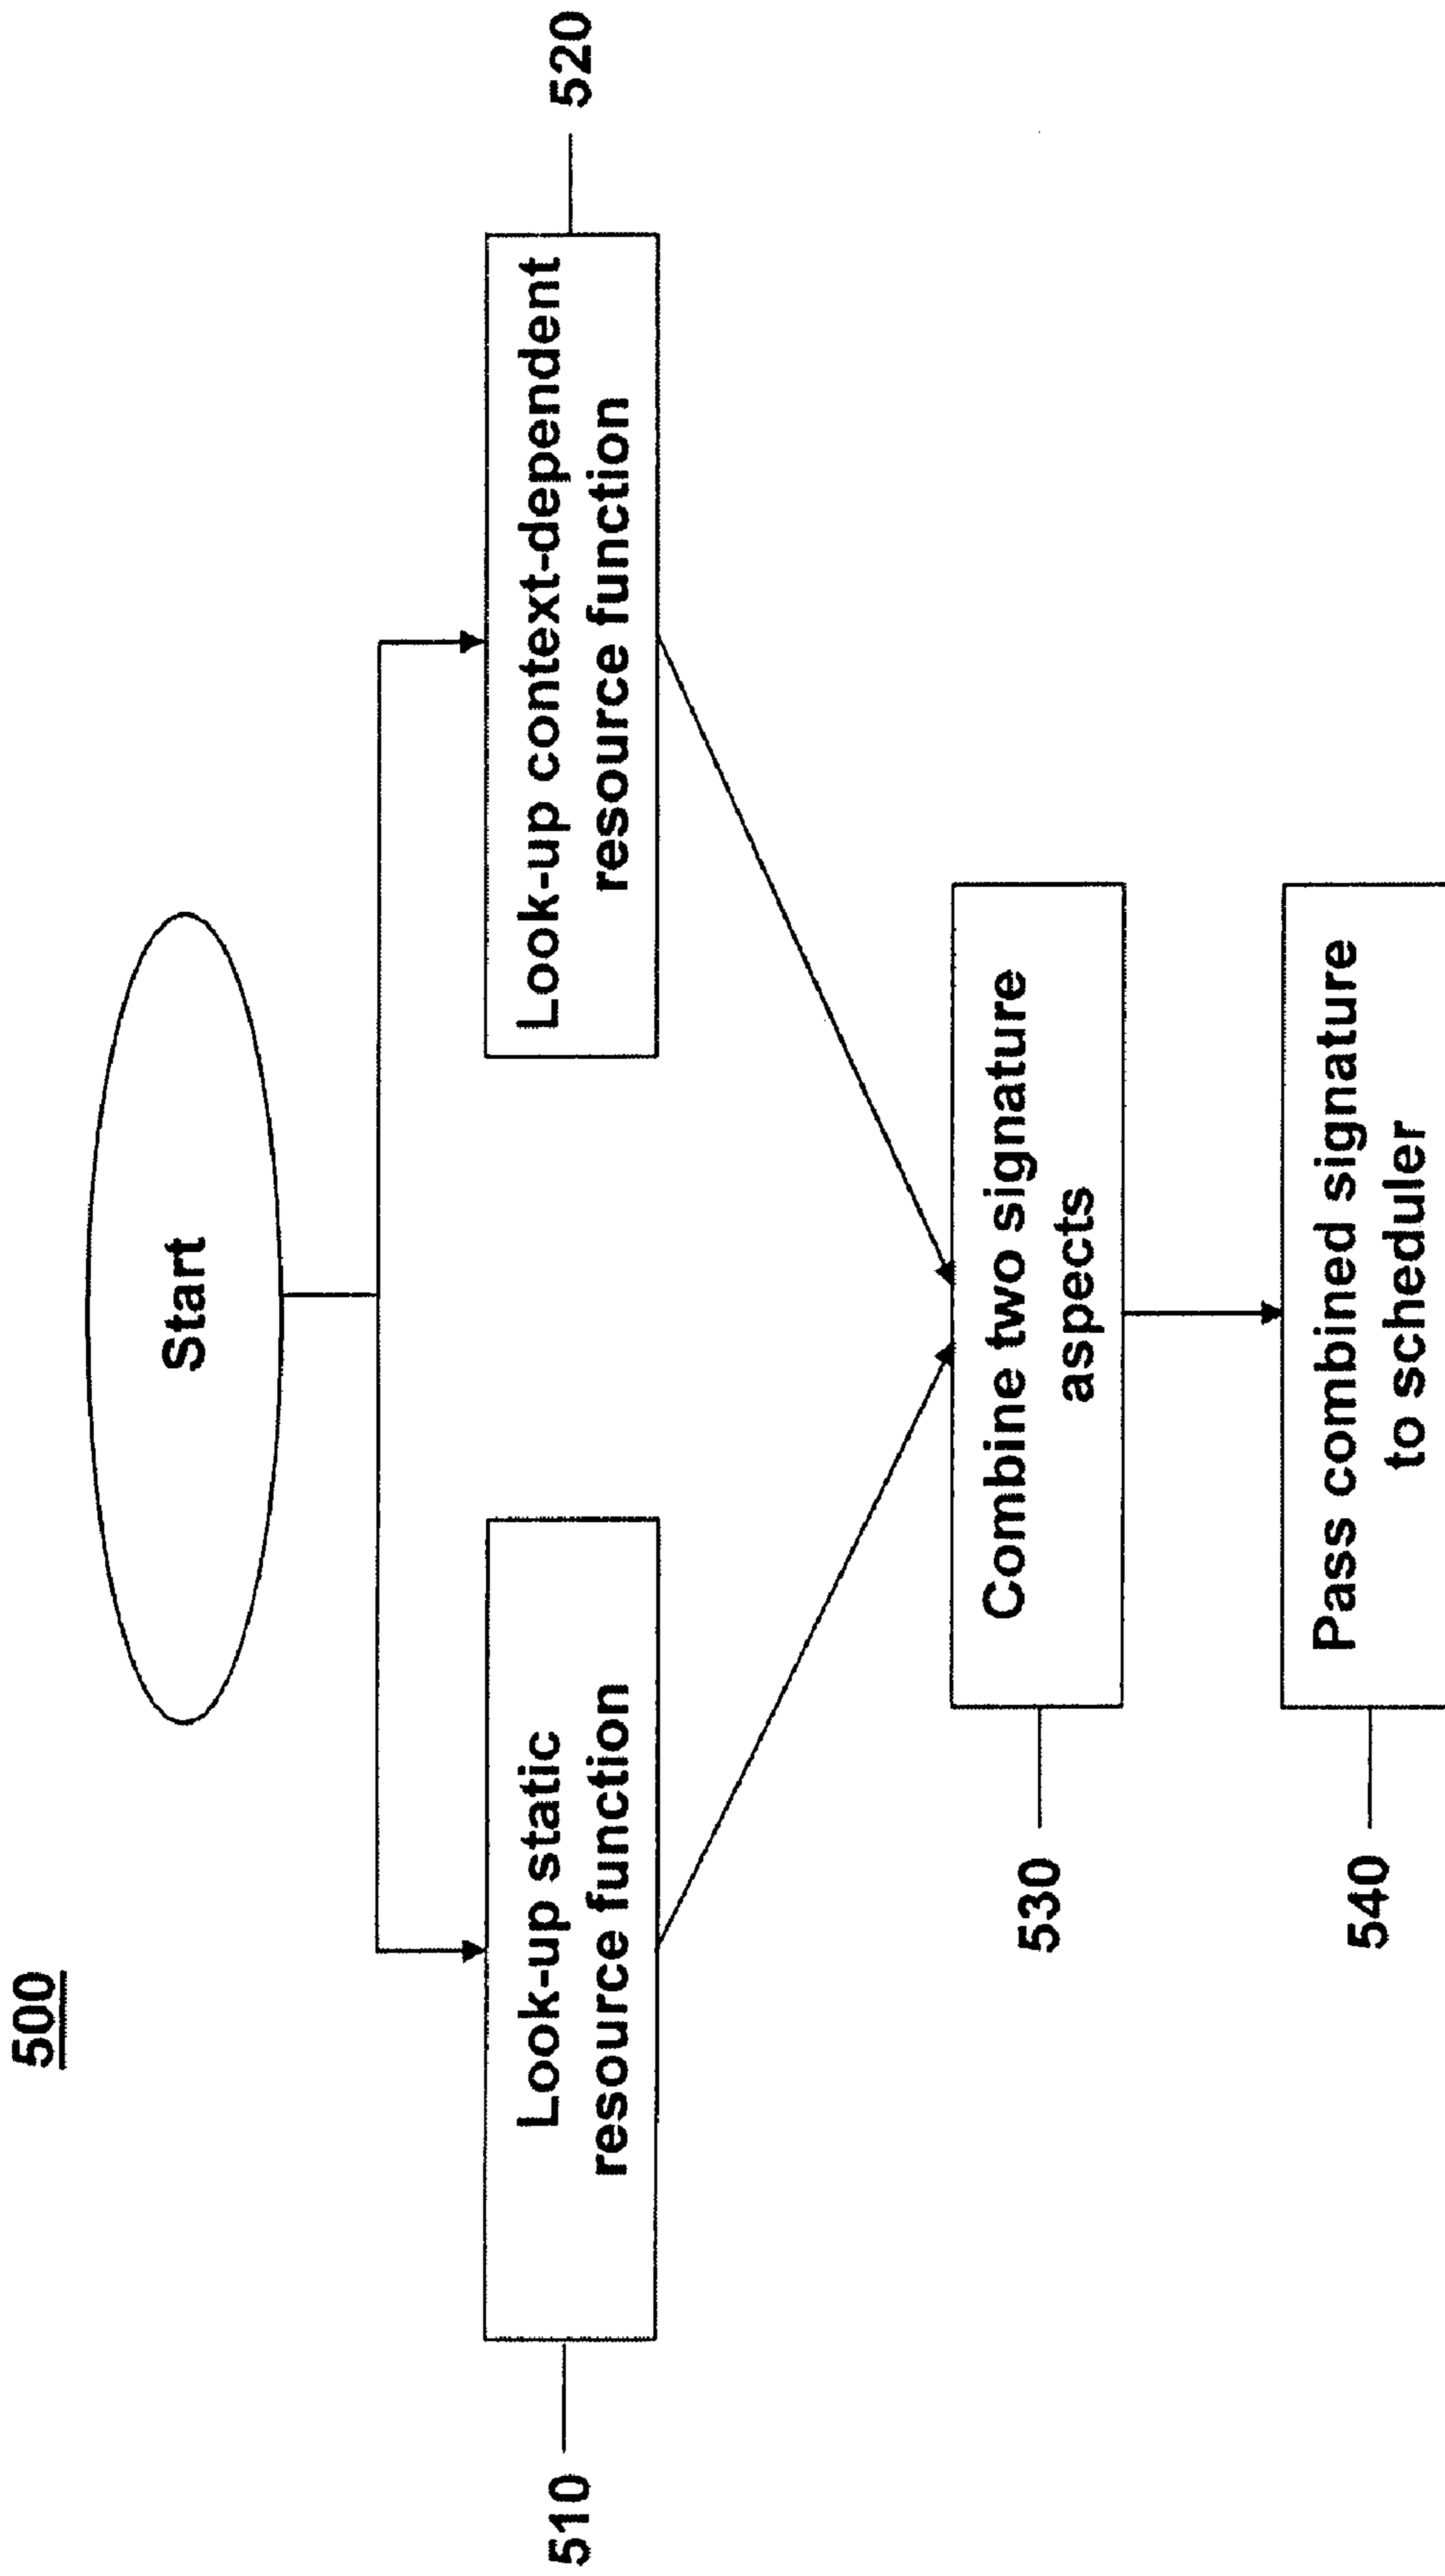 500
Start
510
Look-up static
resource function
Look-up context-dependent
resource function
520
530
Combine two signature
aspects
540
Pass combined signature
to scheduler